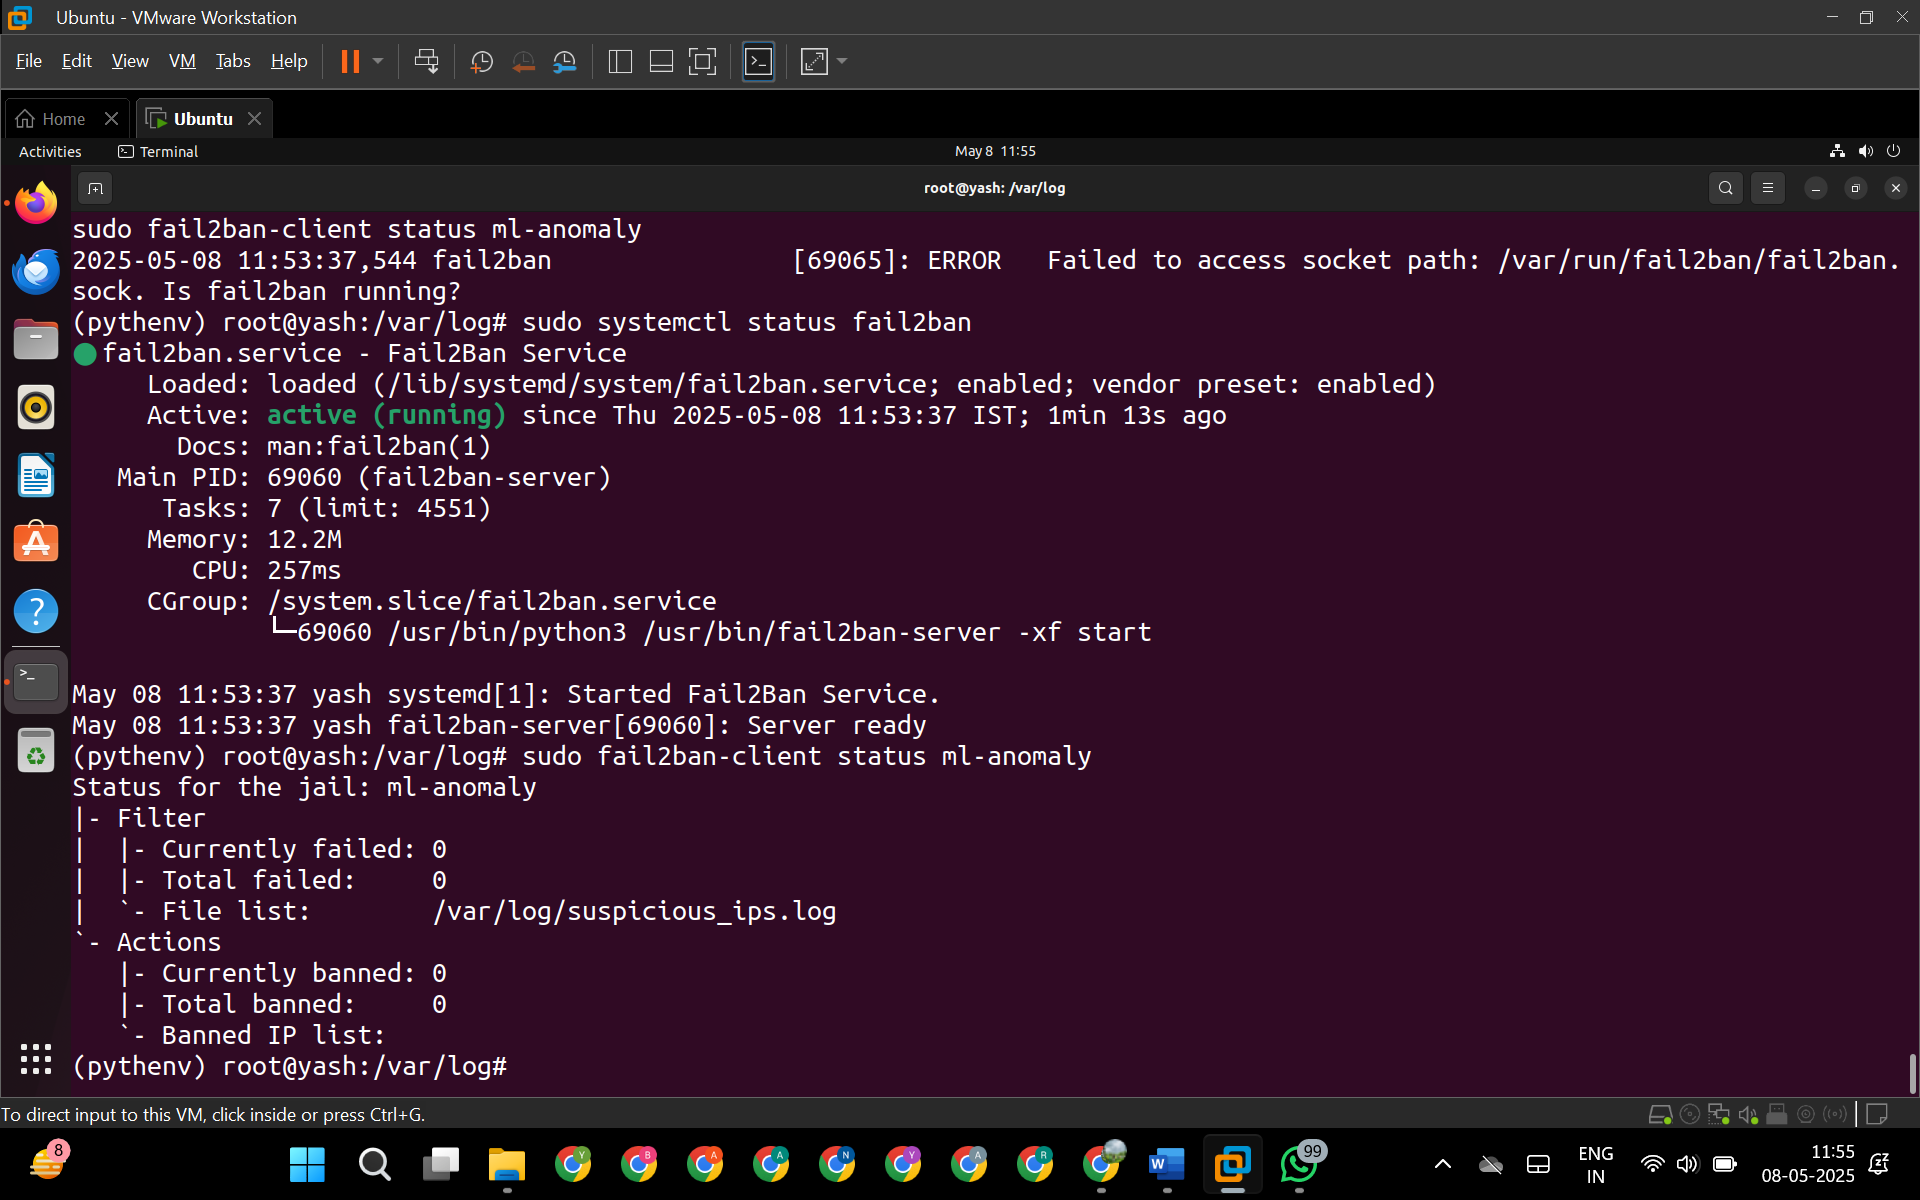 Ubuntu - VMware Workstation
File Edit View VM Tabs Help
Home
Ubuntu
Activities
Terminal
May 8 11:55
root@yash: /var/log
sudo fail2ban-client status ml-anomaly
2025-05-08 11:53:37,544 fail2ban                [69065]: ERROR   Failed to access socket path: /var/run/fail2ban/fail2ban.
sock. Is fail2ban running?
(pythenv) root@yash:/var/log# sudo systemctl status fail2ban
fail2ban.service - Fail2Ban Service
     Loaded: loaded (/lib/systemd/system/fail2ban.service; enabled; vendor preset: enabled)
     Active: active (running) since Thu 2025-05-08 11:53:37 IST; 1min 13s ago
       Docs: man:fail2ban(1)
   Main PID: 69060 (fail2ban-server)
      Tasks: 7 (limit: 4551)
     Memory: 12.2M
        CPU: 257ms
     CGroup: /system.slice/fail2ban.service
             └─69060 /usr/bin/python3 /usr/bin/fail2ban-server -xf start
May 08 11:53:37 yash systemd[1]: Started Fail2Ban Service.
May 08 11:53:37 yash fail2ban-server[69060]: Server ready
(pythenv) root@yash:/var/log# sudo fail2ban-client status ml-anomaly
Status for the jail: ml-anomaly
|- Filter
|  |- Currently failed: 0
|  |- Total failed:     0
|  `- File list:        /var/log/suspicious_ips.log
`- Actions
   |- Currently banned: 0
   |- Total banned:     0
   `- Banned IP list:
(pythenv) root@yash:/var/log#
To direct input to this VM, click inside or press Ctrl+G.
8
Y
B
A
A
N
Y
A
R
W
99
ENG
IN
11:55
08-05-2025